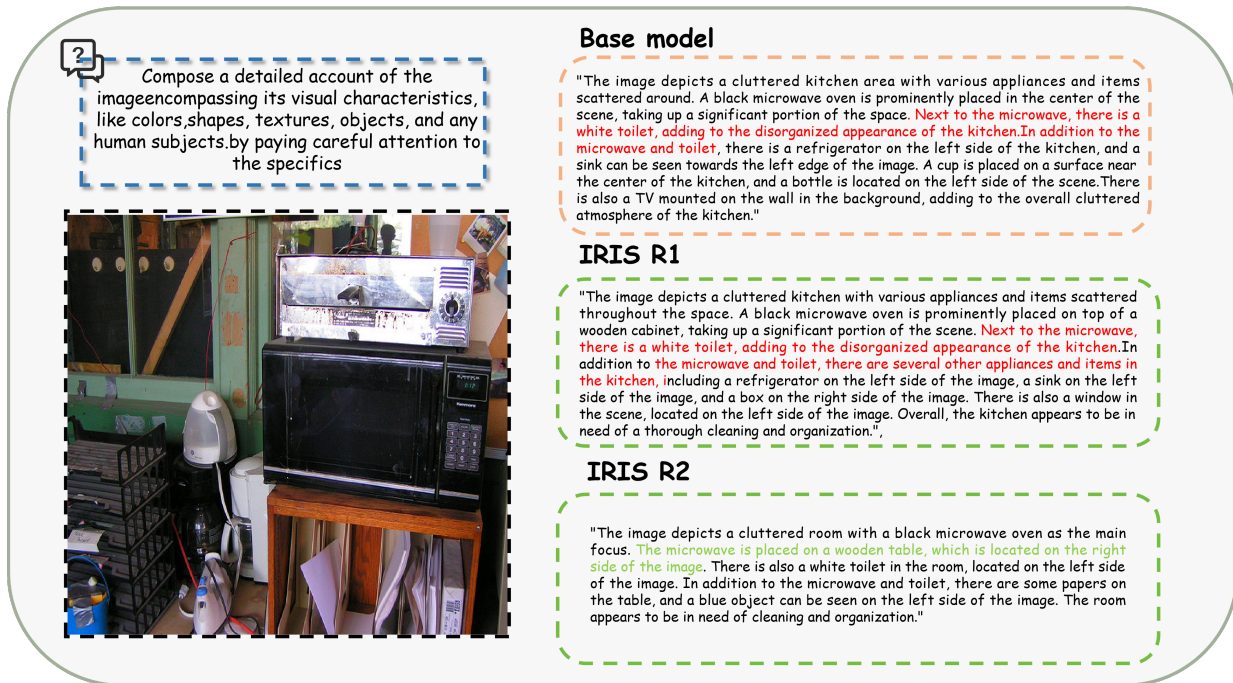 ?
Compose a detailed account of the
imageencompassing its visual characteristics,
like colors,shapes, textures, objects, and any
human subjects.by paying careful attention to
the specifics
Base model
"The image depicts a cluttered kitchen area with various appliances and items
scattered around. A black microwave oven is prominently placed in the center of the
scene, taking up a significant portion of the space. Next to the microwave, there is a
white toilet, adding to the disorganized appearance of the kitchen.In addition to the
microwave and toilet, there is a refrigerator on the left side of the kitchen, and a
sink can be seen towards the left edge of the image. A cup is placed on a surface near
the center of the kitchen, and a bottle is located on the left side of the scene.There
is also a TV mounted on the wall in the background, adding to the overall cluttered
atmosphere of the kitchen."
IRIS R1
"The image depicts a cluttered kitchen with various appliances and items scattered
throughout the space. A black microwave oven is prominently placed on top of a
wooden cabinet, taking up a significant portion of the scene. Next to the microwave,
there is a white toilet, adding to the disorganized appearance of the kitchen.In
addition to the microwave and toilet, there are several other appliances and items in
the kitchen, including a refrigerator on the left side of the image, a sink on the left
side of the image, and a box on the right side of the image. There is also a window in
the scene, located on the left side of the image. Overall, the kitchen appears to be in
need of a thorough cleaning and organization.",
IRIS R2
"The image depicts a cluttered room with a black microwave oven as the main
focus. The microwave is placed on a wooden table, which is located on the right
side of the image. There is also a white toilet in the room, located on the left side
of the image. In addition to the microwave and toilet, there are some papers on
the table, and a blue object can be seen on the left side of the image. The room
appears to be in need of cleaning and organization."